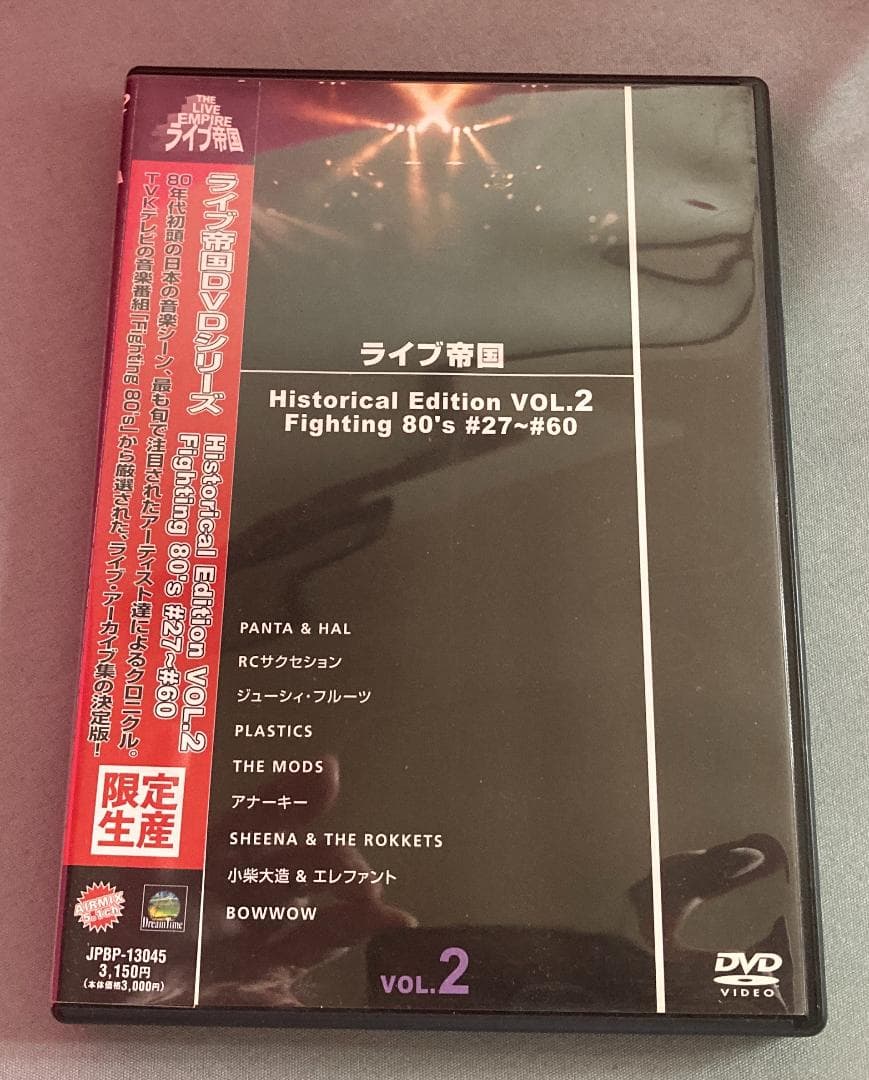 THE
LIVE
EMPIRE
ライブ帝国
ライブ帝国DVDシリーズ Historical Edition VOL.2
Fighting 80's #27~#60
80年代初頭の日本の音楽シーン、最も旬で注目されたアーティスト達によるクロニクル。
TVKテレビの音楽番組「Fighting 80's」から厳選された、ライブ・アーカイブ集の決定版!
限定
生産
AIRMIX
5.1ch
DreamTime
JPBP-13045
3,150円
(本体価格3,000円)
ライブ帝国
Historical Edition VOL.2
Fighting 80's #27~#60
PANTA & HAL
RCサクセション
ジューシィ・フルーツ
PLASTICS
THE MODS
アナーキー
SHEENA & THE ROKKETS
小柴大造 & エレファント
BOWWOW
VOL.2
DVD
VIDEO